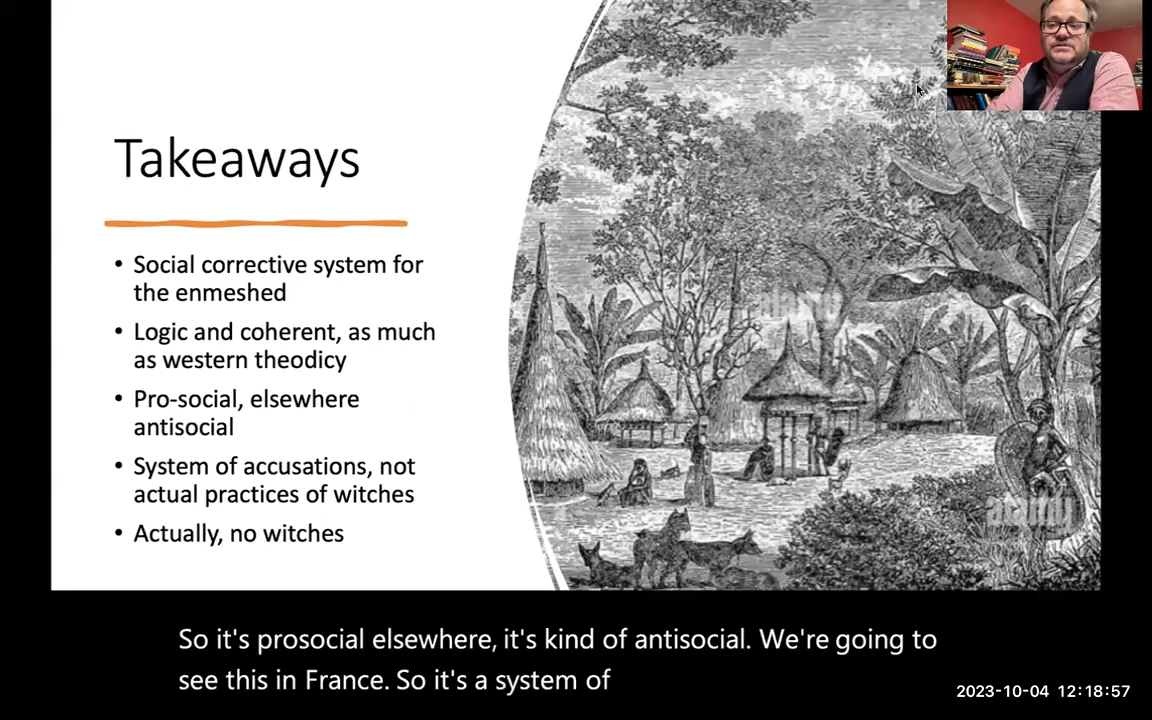 Takeaways
• Social corrective system for
the enmeshed
• Logic and coherent, as much
as western theodicy
• Pro-social, elsewhere
antisocial
• System of accusations, not
actual practices of witches
• Actually, no witches
alamy
alamy
So it's prosocial elsewhere, it's kind of antisocial. We're going to
see this in France. So it's a system of
2023-10-04 12:18:57